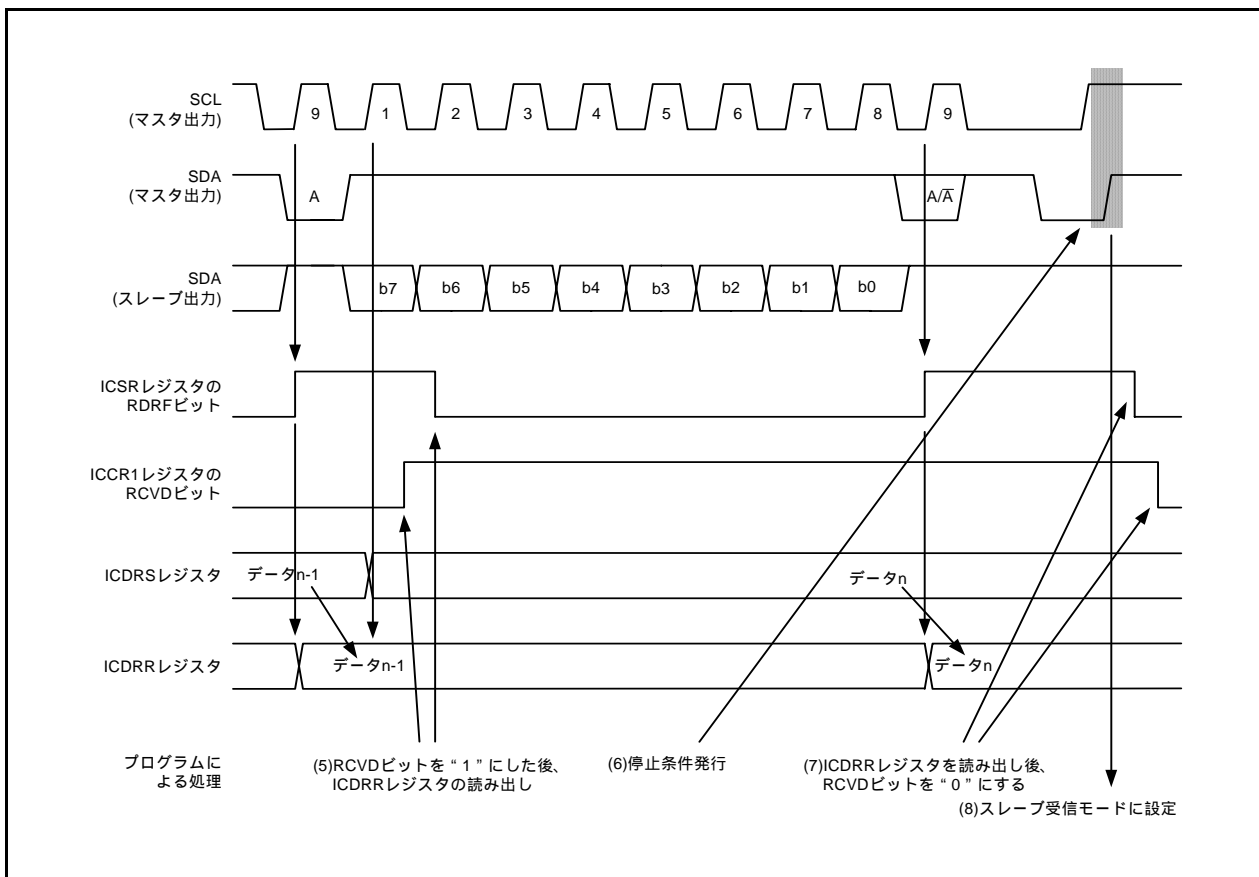 SCL
(マスタ出力)
9
1
2
3
4
5
6
7
8
9
SDA
(マスタ出力)
A
A/A̅
SDA
(スレーブ出力)
b7
b6
b5
b4
b3
b2
b1
b0
ICSRレジスタの
RDRFビット
ICCR1レジスタの
RCVDビット
ICDRSレジスタ
データn-1
データn
ICDRRレジスタ
データn-1
データn
プログラムに
よる処理
(5)RCVDビットを“1”にした後、
ICDRRレジスタの読み出し
(6)停止条件発行
(7)ICDRRレジスタを読み出し後、
RCVDビットを“0”にする
(8)スレーブ受信モードに設定